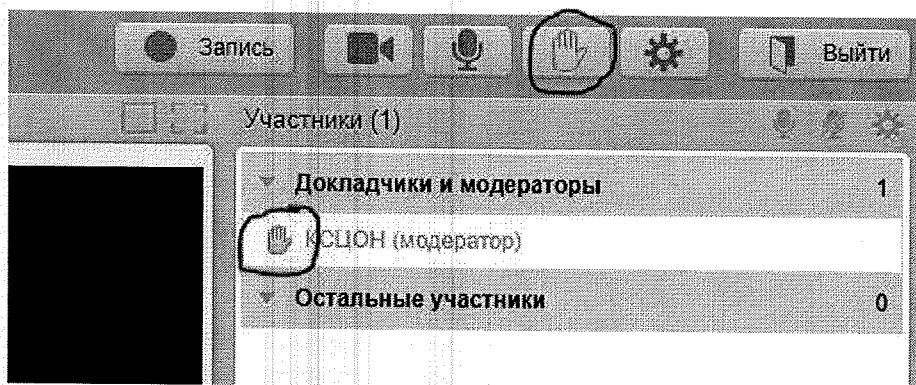 Запись
Выйти
Участники (1)
Докладчики и модераторы 1
КСЦОН (модератор)
Остальные участники 0